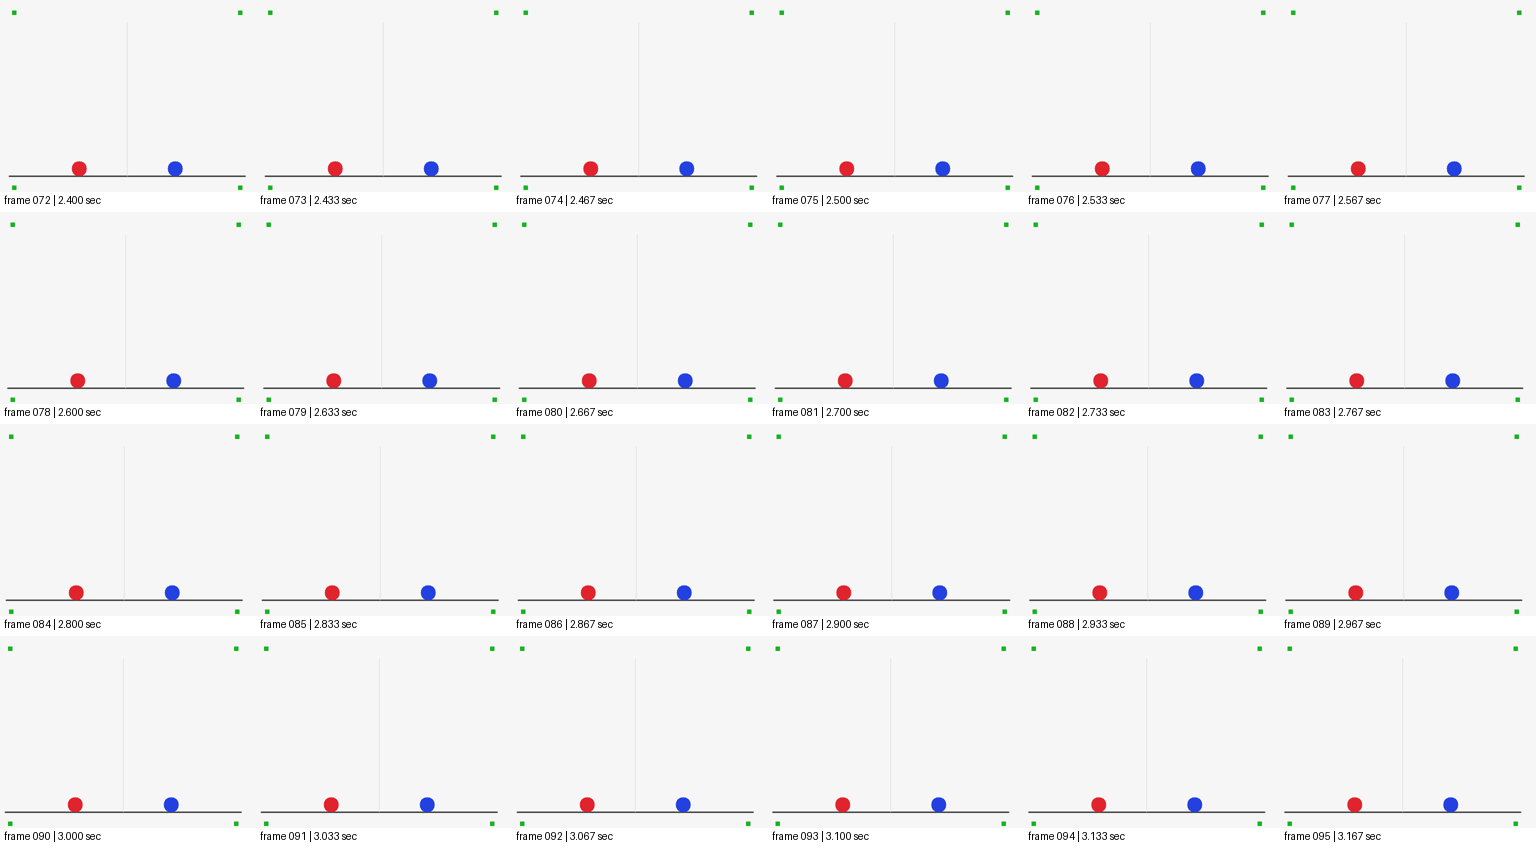 frame 072 | 2.400 sec
frame 073 | 2.433 sec
frame 074 | 2.467 sec
frame 075 | 2.500 sec
frame 076 | 2.533 sec
frame 077 | 2.567 sec
frame 078 | 2.600 sec
frame 079 | 2.633 sec
frame 080 | 2.667 sec
frame 081 | 2.700 sec
frame 082 | 2.733 sec
frame 083 | 2.767 sec
frame 084 | 2.800 sec
frame 085 | 2.833 sec
frame 086 | 2.867 sec
frame 087 | 2.900 sec
frame 088 | 2.933 sec
frame 089 | 2.967 sec
frame 090 | 3.000 sec
frame 091 | 3.033 sec
frame 092 | 3.067 sec
frame 093 | 3.100 sec
frame 094 | 3.133 sec
frame 095 | 3.167 sec